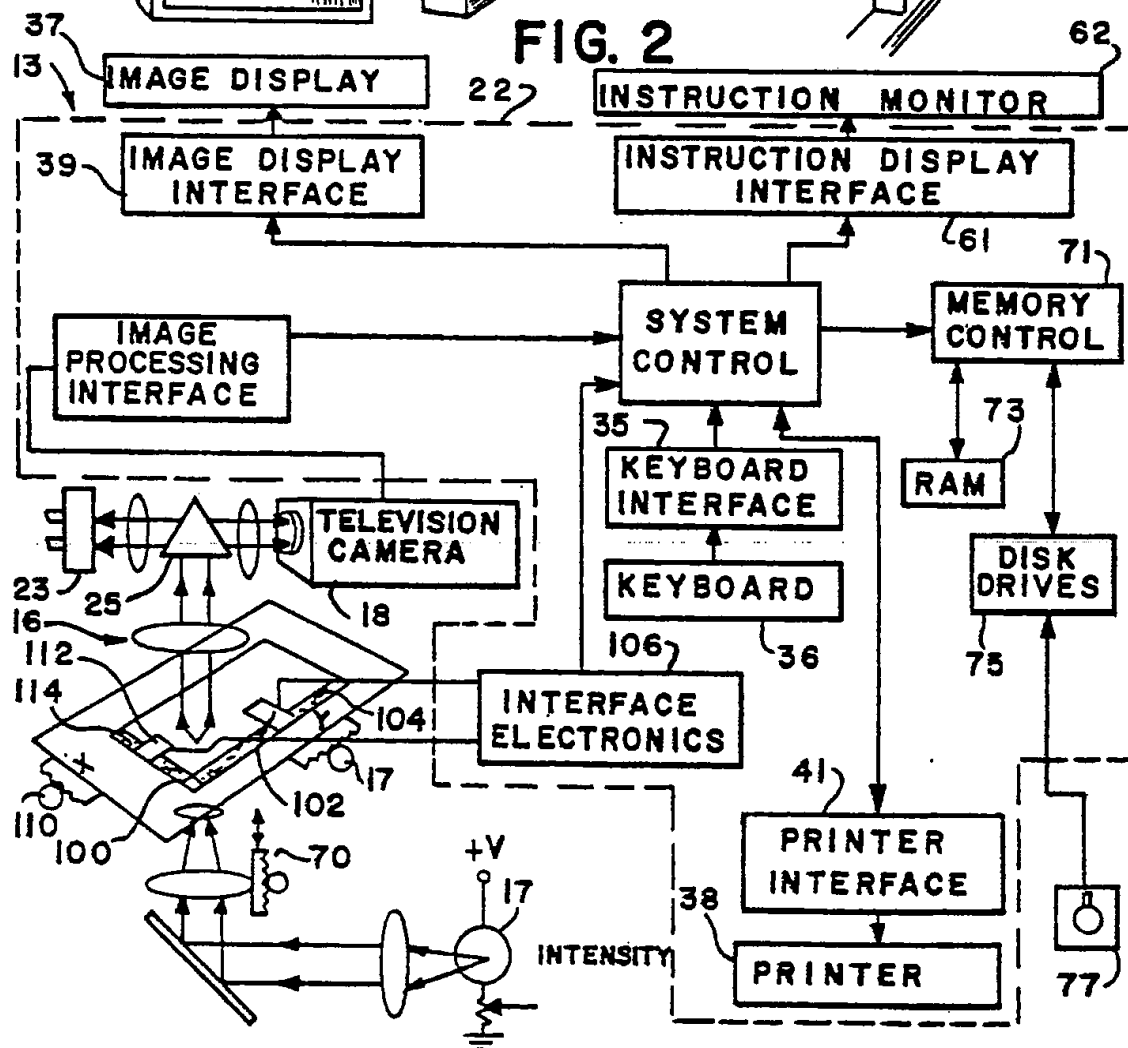 FIG. 2
37
13
IMAGE DISPLAY
22
62
INSTRUCTION MONITOR
39
IMAGE DISPLAY
INTERFACE
INSTRUCTION DISPLAY
INTERFACE
61
71
MEMORY
CONTROL
SYSTEM
CONTROL
IMAGE
PROCESSING
INTERFACE
35
KEYBOARD
INTERFACE
73
RAM
TELEVISION
CAMERA
23
25
18
KEYBOARD
36
DISK
DRIVES
75
16
112
114
104
106
INTERFACE
ELECTRONICS
X
Y
17
102
110
100
70
41
PRINTER
INTERFACE
+V
17
INTENSITY
38
PRINTER
77